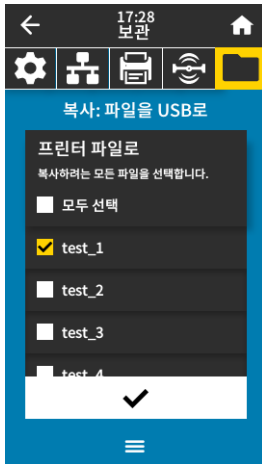 17:28
보관
복사: 파일을 USB로
프린터 파일로
복사하려는 모든 파일을 선택합니다.
모두 선택
test_1
test_2
test_3
test_4